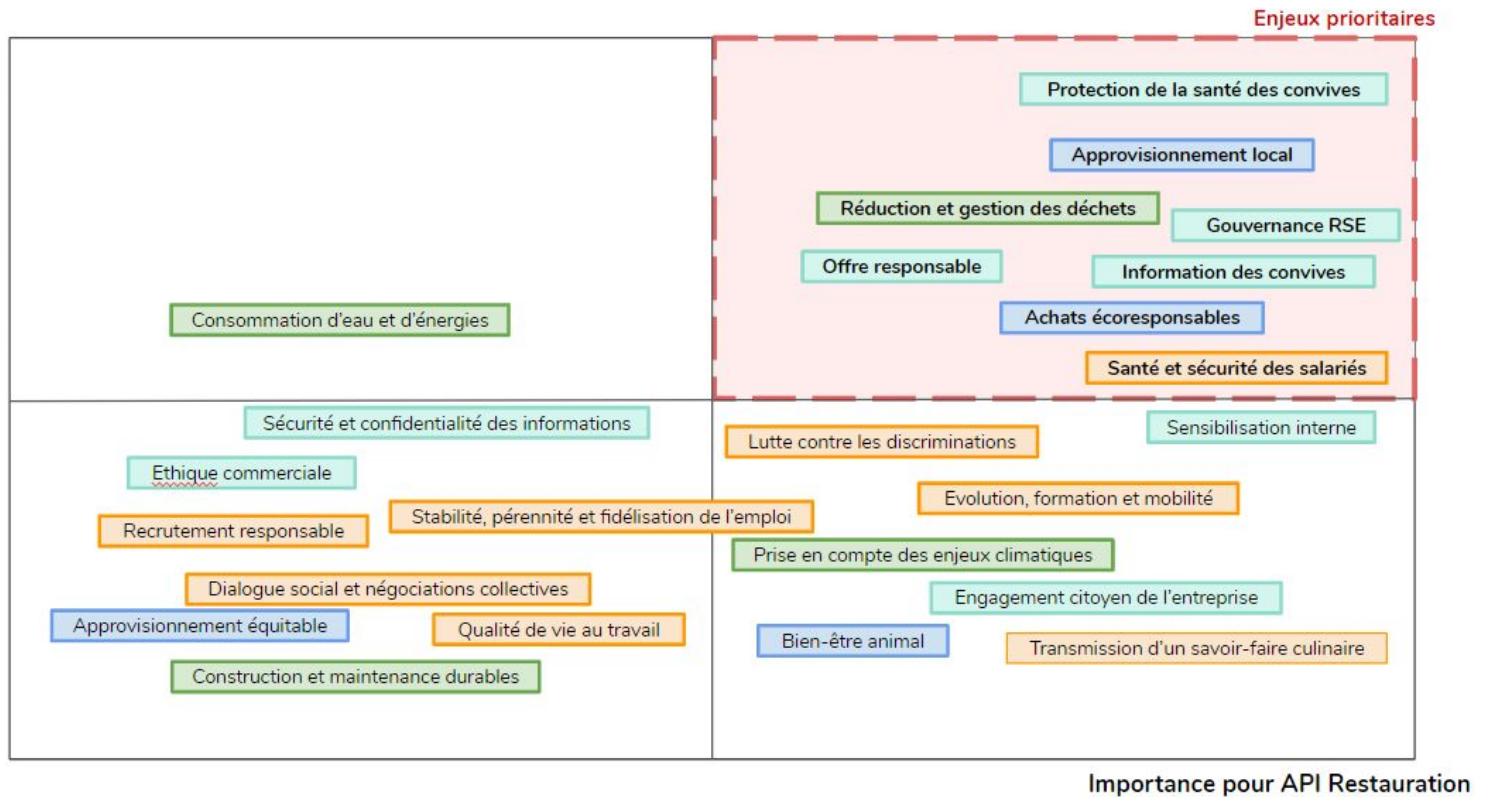 Enjeux prioritaires
Protection de la santé des convives
Approvisionnement local
Réduction et gestion des déchets
Gouvernance RSE
Offre responsable
Information des convives
Consommation d'eau et d'énergies
Achats écoresponsables
Santé et sécurité des salariés
Sécurité et confidentialité des informations
Lutte contre les discriminations
Sensibilisation interne
Ethique commerciale
Evolution, formation et mobilité
Recrutement responsable
Stabilité, pérennité et fidélisation de l'emploi
Prise en compte des enjeux climatiques
Dialogue social et négociations collectives
Engagement citoyen de l'entreprise
Approvisionnement équitable
Qualité de vie au travail
Bien-être animal
Transmission d'un savoir-faire culinaire
Construction et maintenance durables
Importance pour API Restauration